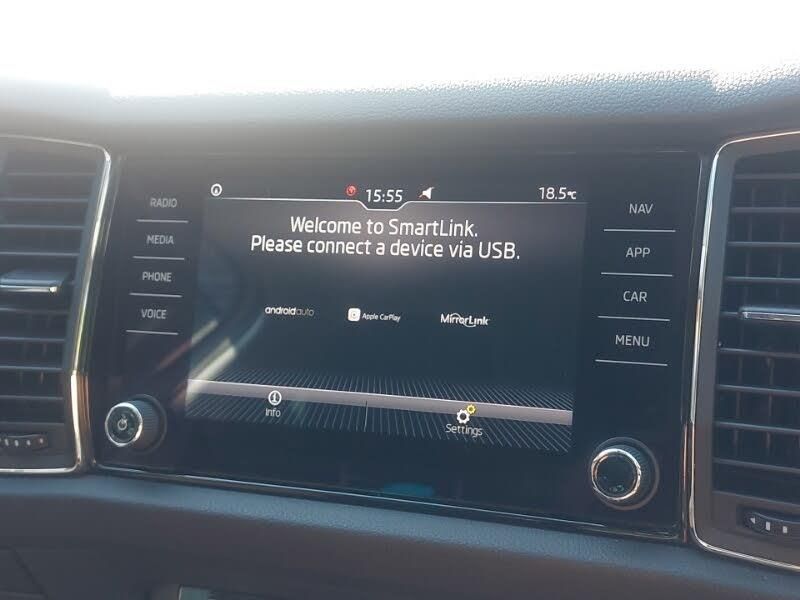 RADIO
MEDIA
PHONE
VOICE
15:55
18.5°C
Welcome to SmartLink.
Please connect a device via USB.
androidauto
Apple CarPlay
MirrorLink
Info
Settings
NAV
APP
CAR
MENU